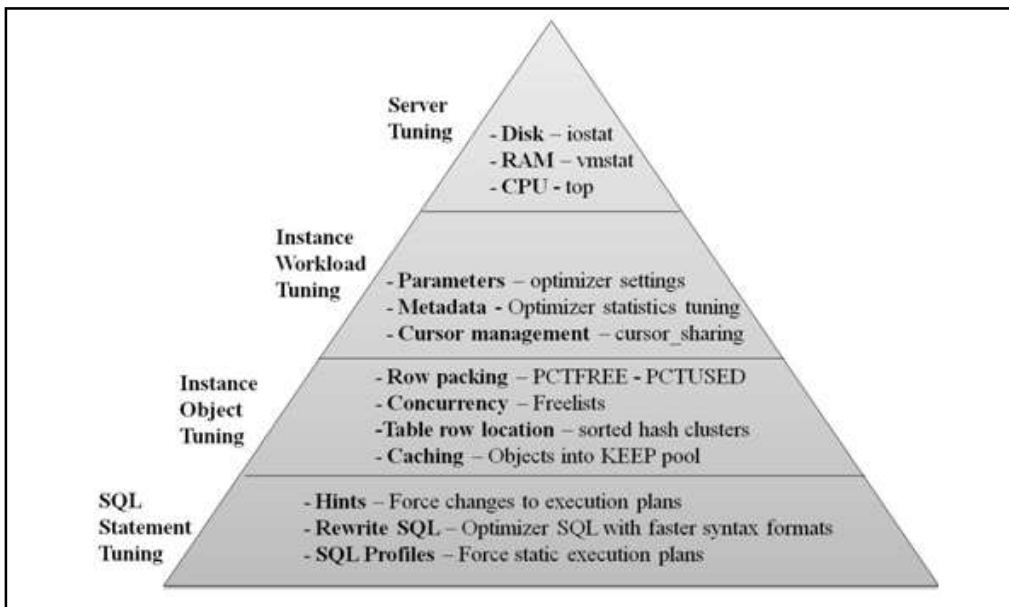 Server
Tuning
- Disk – iostat
- RAM – vmstat
- CPU - top
Instance
Workload
Tuning
- Parameters – optimizer settings
- Metadata - Optimizer statistics tuning
- Cursor management – cursor_sharing
Instance
Object
Tuning
- Row packing – PCTFREE - PCTUSED
- Concurrency – Freelists
-Table row location – sorted hash clusters
- Caching – Objects into KEEP pool
SQL
Statement
Tuning
- Hints – Force changes to execution plans
- Rewrite SQL – Optimizer SQL with faster syntax formats
- SQL Profiles – Force static execution plans